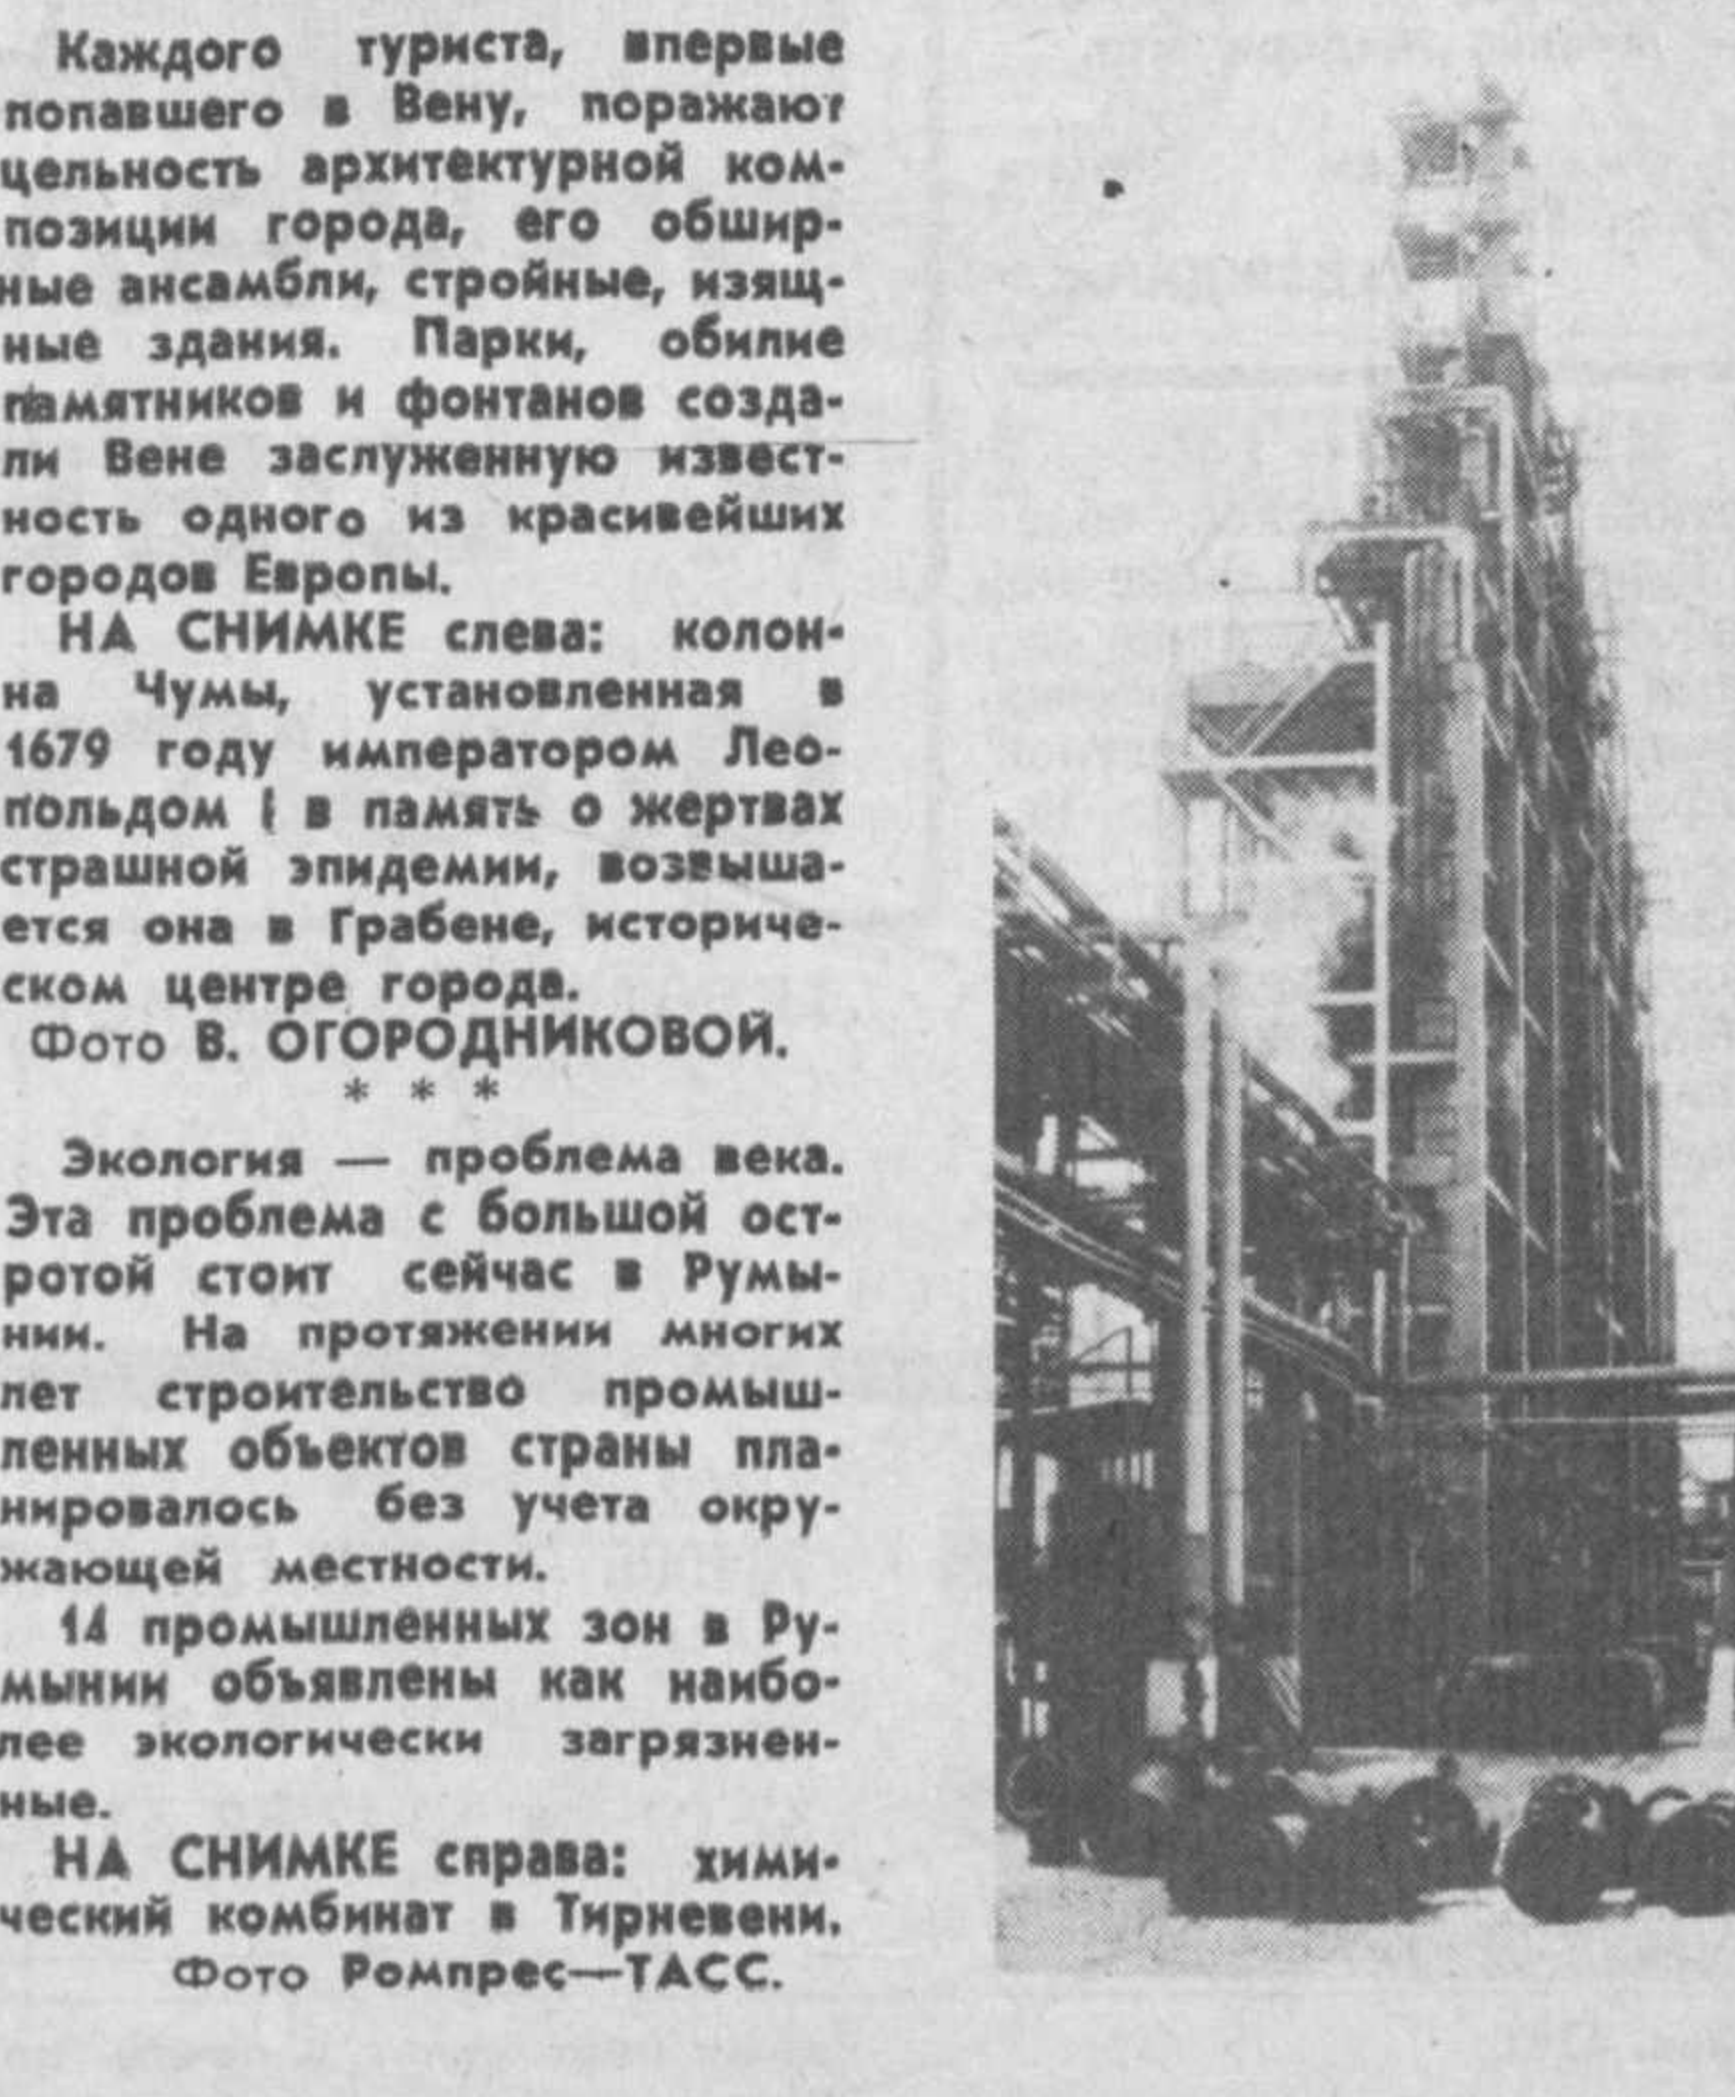 Каждого туриста, впервые
попавшего в Вену, поражают
цельность архитектурной ком-
позиции города, его обшир-
ные ансамбли, стройные, изящ-
ные здания. Парки, обилие
памятников и фонтанов созда-
ли Вене заслуженную извест-
ность одного из красивейших
городов Европы.
НА СНИМКЕ слева: колон-
на Чумы, установленная в
1679 году императором Лео-
польдом I в память о жертвах
страшной эпидемии, возвыша-
ется она в Грабене, историче-
ском центре города.
Фото В. ОГОРОДНИКОВОЙ.
* * *
Экология — проблема века.
Эта проблема с большой ост-
ротой стоит сейчас в Румы-
нии. На протяжении многих
лет строительство промыш-
ленных объектов страны пла-
нировалось без учета окру-
жающей местности.
14 промышленных зон в Ру-
мынии объявлены как наибо-
лее экологически загрязнен-
ные.
НА СНИМКЕ справа: хими-
ческий комбинат в Тирневени.
Фото Ромпрес—ТАСС.